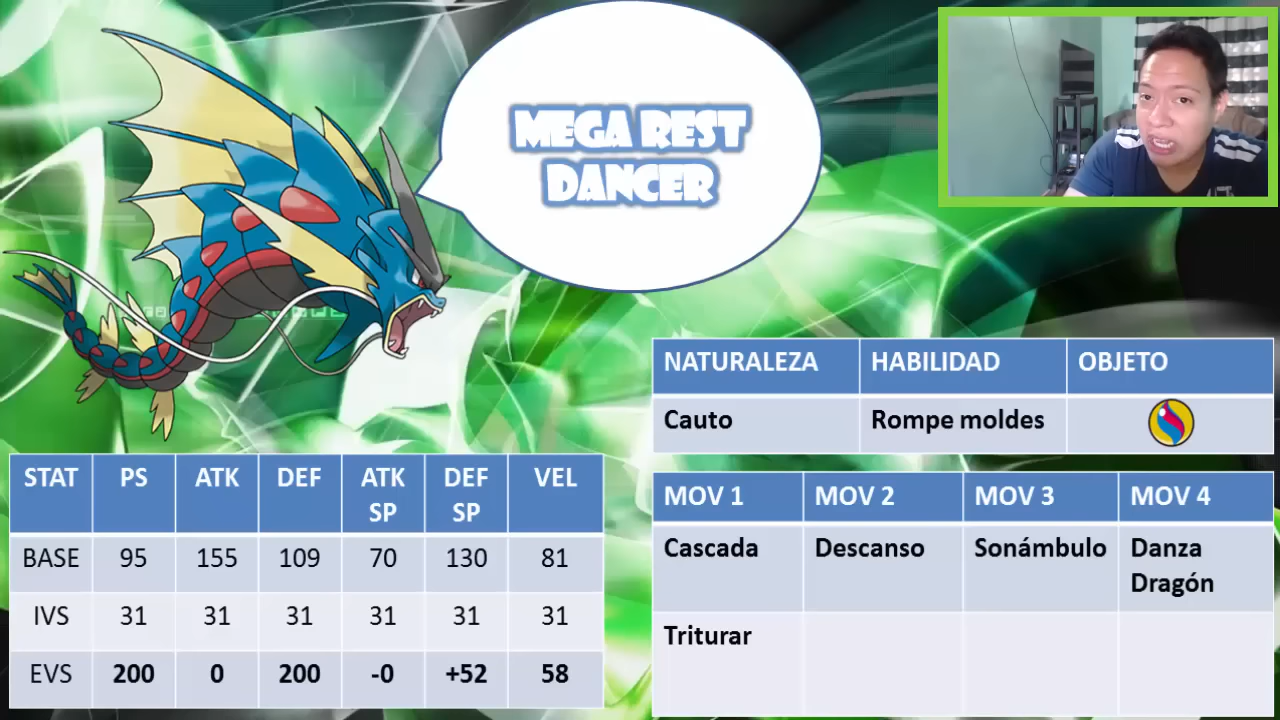 MEGA REST
DANCER
NATURALEZA HABILIDAD OBJETO
Cauto Rompe moldes
STAT PS ATK DEF ATK SP DEF SP VEL
BASE 95 155 109 70 130 81
IVS 31 31 31 31 31 31
EVS 200 0 200 -0 +52 58
MOV 1 MOV 2 MOV 3 MOV 4
Cascada Descanso Sonámbulo Danza Dragón
Triturar